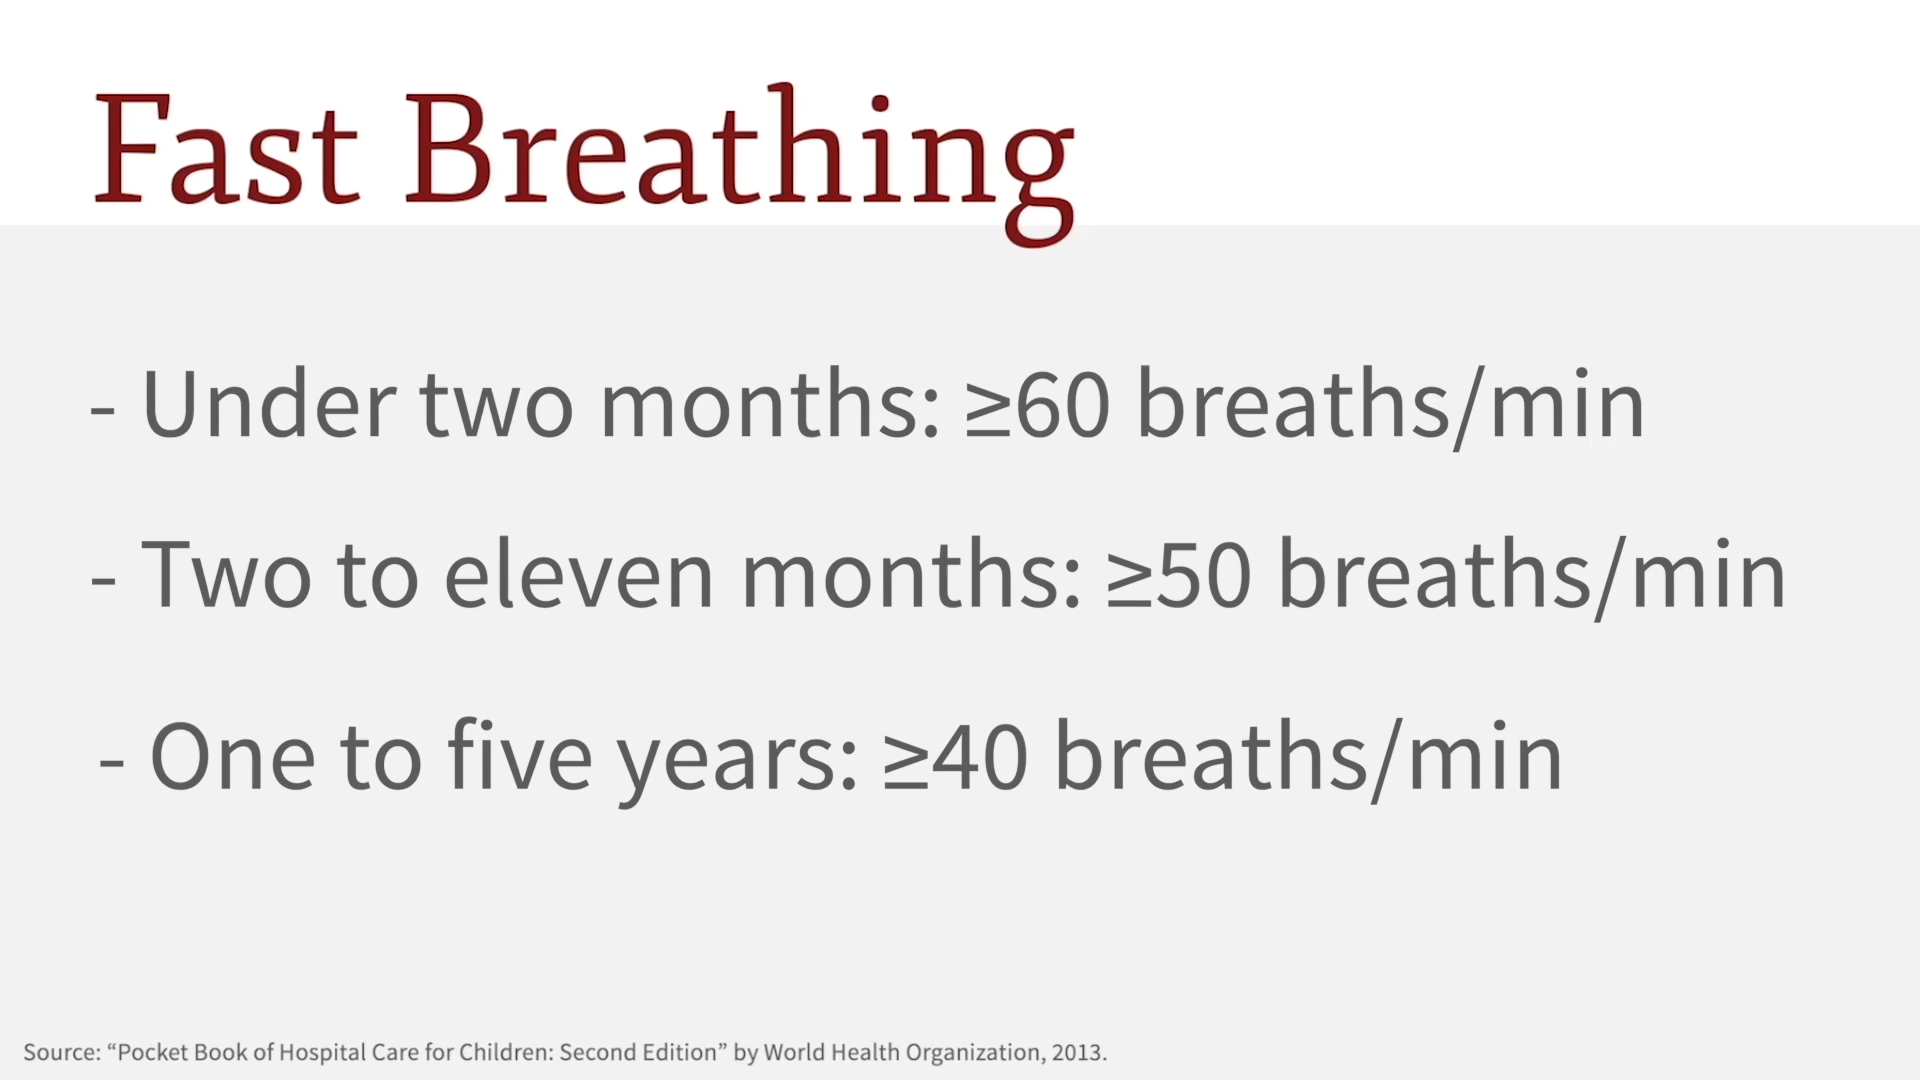 Fast Breathing
- Under two months: ≥60 breaths/min
- Two to eleven months: ≥50 breaths/min
- One to five years: ≥40 breaths/min
Source: “Pocket Book of Hospital Care for Children: Second Edition” by World Health Organization, 2013.